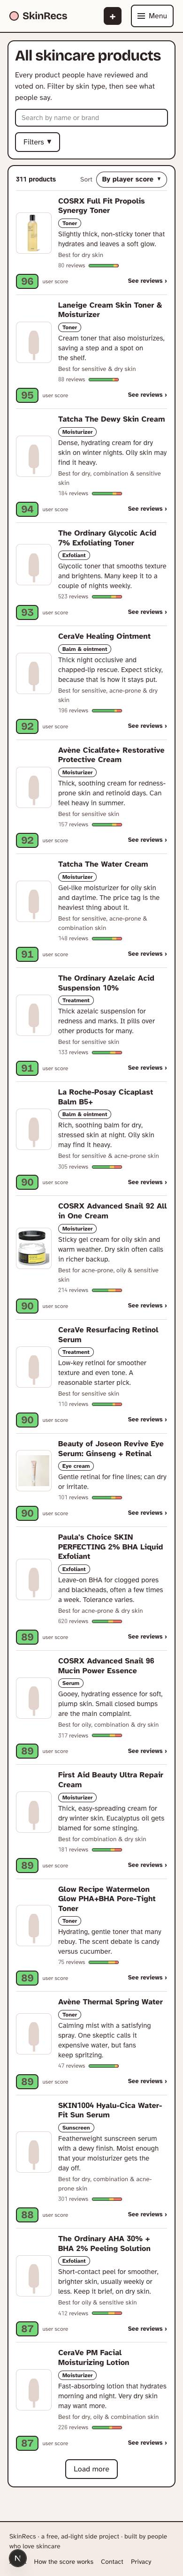 SkinRecs
+
Menu
All skincare products
Every product people have reviewed and
voted on. Filter by skin type, then see what
people say.
Search by name or brand
Filters ▼
311 products
Sort
By player score ▼
COSRX Full Fit Propolis
Synergy Toner
Toner
Slightly thick, non-sticky toner that
hydrates and leaves a soft glow.
Best for dry skin
80 reviews
96 user score
See reviews ›
Laneige Cream Skin Toner &
Moisturizer
Toner
Cream toner that also moisturizes,
saving a step and a spot on
the shelf.
Best for sensitive & dry skin
88 reviews
95 user score
See reviews ›
Tatcha The Dewy Skin Cream
Moisturizer
Dense, hydrating cream for dry
skin on winter nights. Oily skin may
find it heavy.
Best for dry, combination & sensitive
skin
184 reviews
94 user score
See reviews ›
The Ordinary Glycolic Acid
7% Exfoliating Toner
Exfoliant
Glycolic toner that smooths texture
and brightens. Many keep it to a
couple of nights weekly.
523 reviews
93 user score
See reviews ›
CeraVe Healing Ointment
Balm & ointment
Thick night occlusive and
chapped-lip rescue. Expect sticky,
because that is how it stays put.
Best for sensitive, acne-prone & dry
skin
196 reviews
92 user score
See reviews ›
Avène Cicalfate+ Restorative
Protective Cream
Moisturizer
Thick, soothing cream for redness-
prone skin and retinoid days. Can
feel heavy in summer.
Best for sensitive skin
157 reviews
92 user score
See reviews ›
Tatcha The Water Cream
Moisturizer
Gel-like moisturizer for oily skin
and daytime. The price tag is the
heaviest thing about it.
Best for sensitive, acne-prone &
combination skin
148 reviews
91 user score
See reviews ›
The Ordinary Azelaic Acid
Suspension 10%
Treatment
Thick azelaic suspension for
redness and marks. It pills over
other products for many.
Best for sensitive skin
133 reviews
91 user score
See reviews ›
La Roche-Posay Cicaplast
Balm B5+
Balm & ointment
Rich, soothing balm for dry,
stressed skin at night. Oily skin
may find it heavy.
Best for sensitive & acne-prone skin
305 reviews
90 user score
See reviews ›
COSRX Advanced Snail 92 All
in One Cream
Moisturizer
Sticky gel cream for oily skin and
warm weather. Dry skin often calls
in richer backup.
Best for acne-prone, oily & sensitive
skin
214 reviews
90 user score
See reviews ›
CeraVe Resurfacing Retinol
Serum
Treatment
Low-key retinol for smoother
texture and even tone. A
reasonable starter pick.
Best for sensitive skin
110 reviews
90 user score
See reviews ›
Beauty of Joseon Revive Eye
Serum: Ginseng + Retinal
Eye cream
Gentle retinal for fine lines; can dry
or irritate.
101 reviews
90 user score
See reviews ›
Paula's Choice SKIN
PERFECTING 2% BHA Liquid
Exfoliant
Exfoliant
Leave-on BHA for clogged pores
and blackheads, often a few times
a week. Tolerance varies.
Best for acne-prone & dry skin
620 reviews
89 user score
See reviews ›
COSRX Advanced Snail 96
Mucin Power Essence
Serum
Gooey, hydrating essence for soft,
plump skin. Small closed bumps
are the main complaint.
Best for oily, combination & dry skin
317 reviews
89 user score
See reviews ›
First Aid Beauty Ultra Repair
Cream
Moisturizer
Thick, easy-spreading cream for
dry winter skin. Eucalyptus oil gets
blamed for some stinging.
Best for combination & dry skin
181 reviews
89 user score
See reviews ›
Glow Recipe Watermelon
Glow PHA+BHA Pore-Tight
Toner
Toner
Hydrating, gentle toner that many
rebuy. The scent debate is candy
versus cucumber.
75 reviews
89 user score
See reviews ›
Avène Thermal Spring Water
Toner
Calming mist with a satisfying
spray. One skeptic calls it
expensive water, but fans
keep spritzing.
47 reviews
89 user score
See reviews ›
SKIN1004 Hyalu-Cica Water-
Fit Sun Serum
Sunscreen
Featherweight sunscreen serum
with a dewy finish. Moist enough
that your moisturizer gets the
day off.
Best for dry, combination & acne-
prone skin
301 reviews
88 user score
See reviews ›
The Ordinary AHA 30% +
BHA 2% Peeling Solution
Exfoliant
Short-contact peel for smoother,
brighter skin, usually weekly or
less. Keep it brief, on dry skin.
Best for oily & sensitive skin
412 reviews
87 user score
See reviews ›
CeraVe PM Facial
Moisturizing Lotion
Moisturizer
Fast-absorbing lotion that hydrates
morning and night. Very dry skin
may want more.
Best for dry, oily & combination skin
226 reviews
87 user score
See reviews ›
Load more
SkinRecs · a free, ad-light side project · built by people
who love skincare
N
How the score works
Contact
Privacy